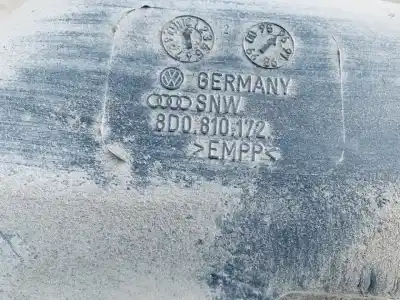 GERMANY
SNW
8D0.810.172
>EMPP<